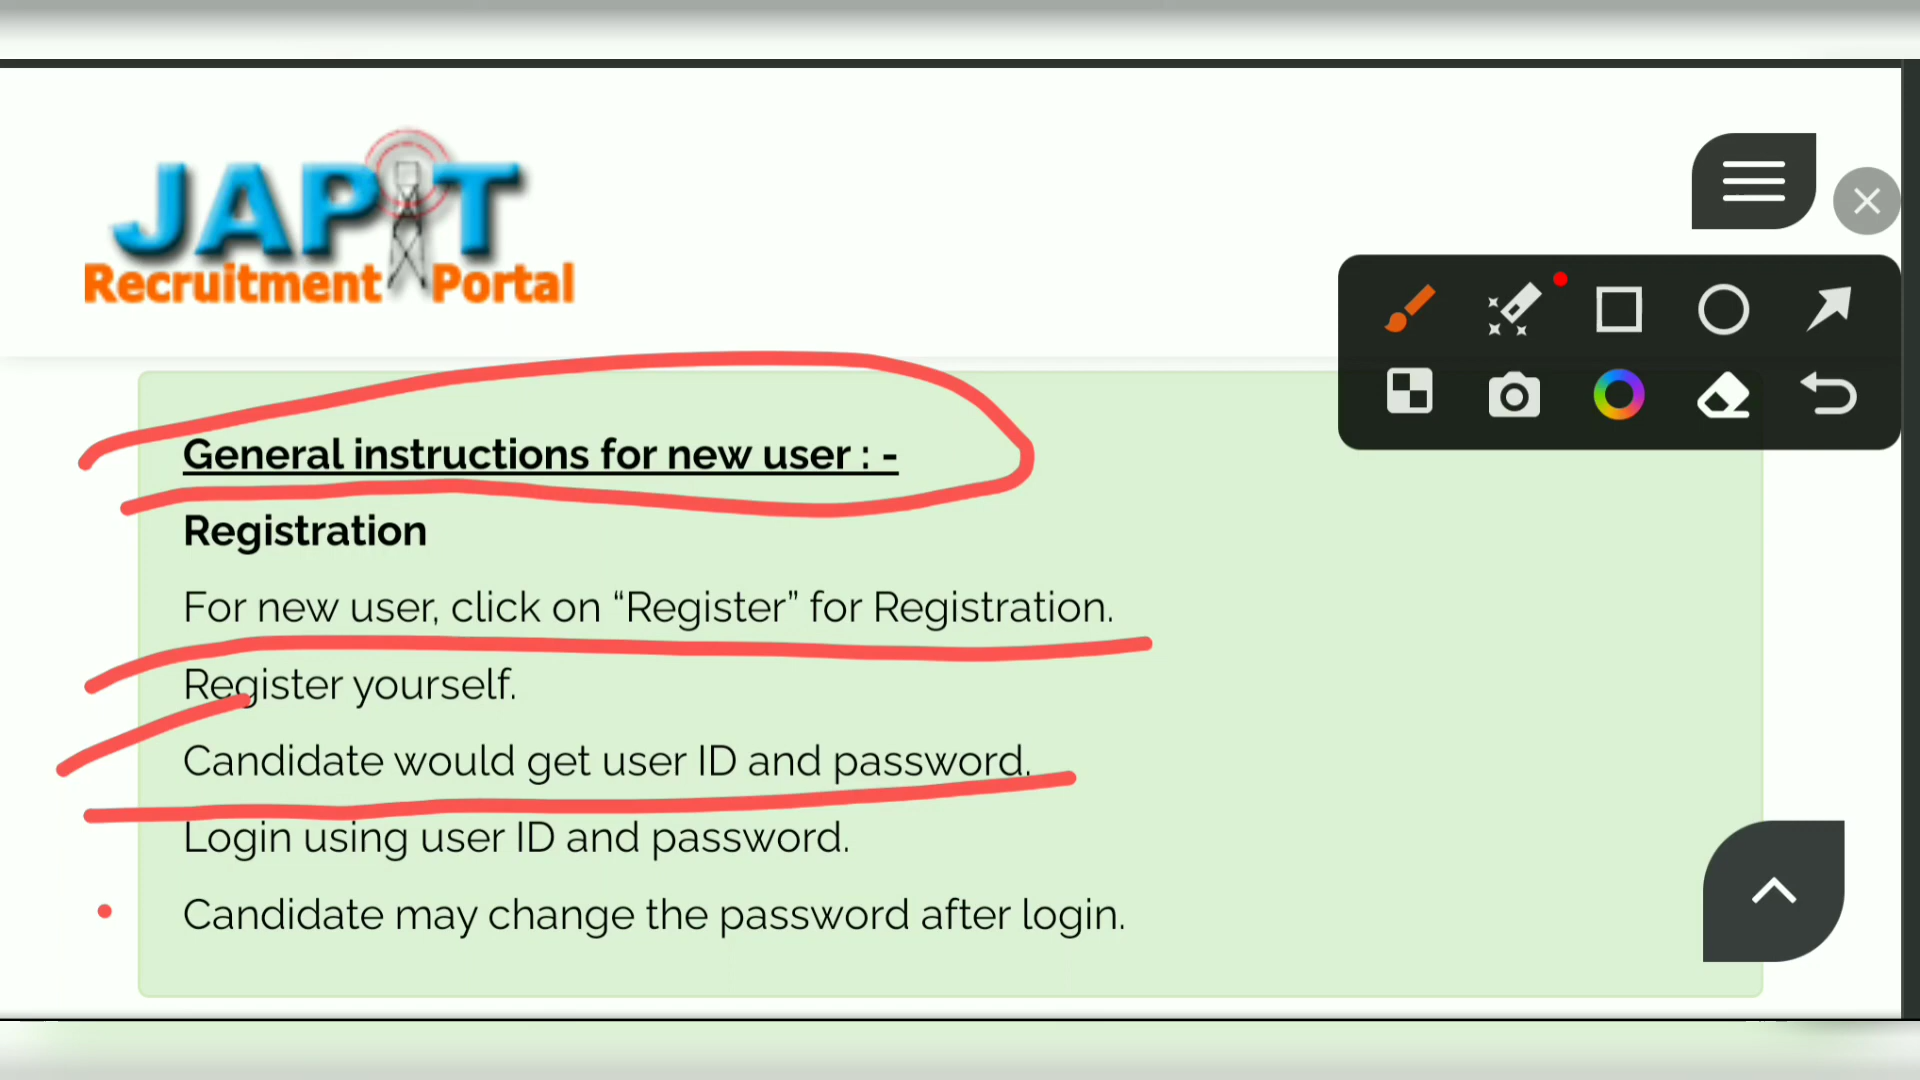 JAPIT
Recruitment Portal
General instructions for new user : -
Registration
For new user, click on “Register” for Registration.
Register yourself.
Candidate would get user ID and password.
Login using user ID and password.
Candidate may change the password after login.